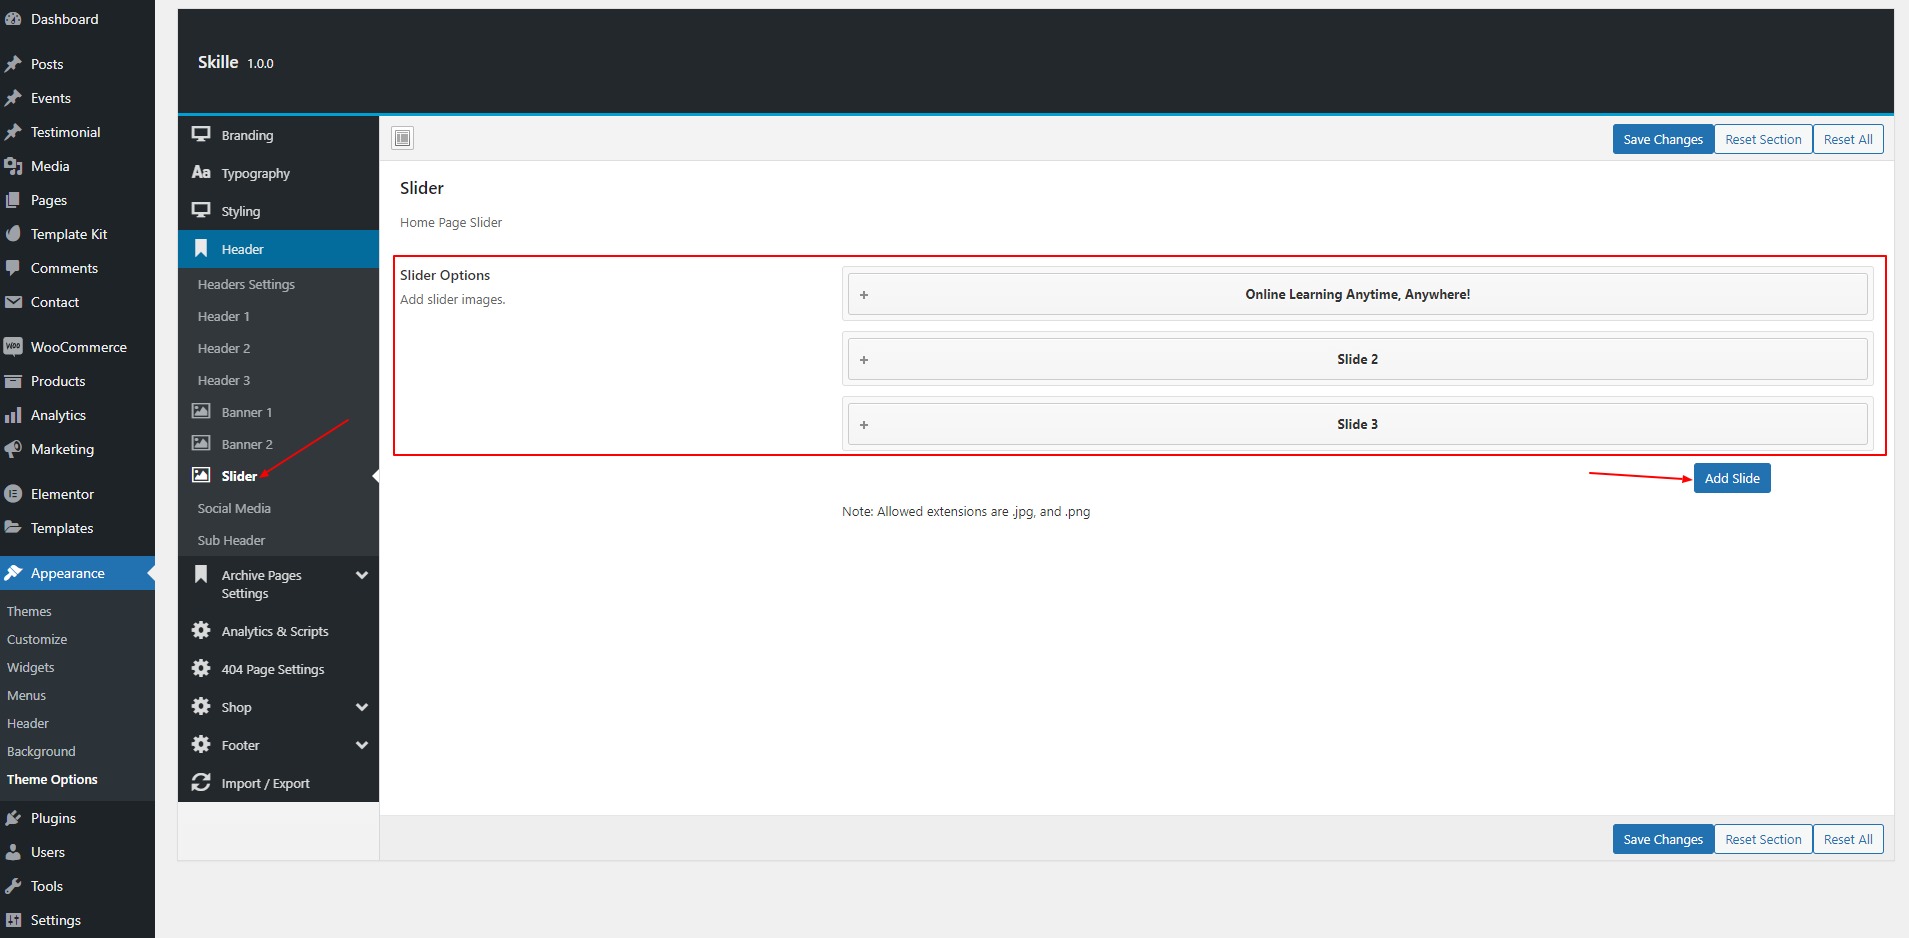 Dashboard
Posts
Events
Testimonial
Media
Pages
Template Kit
Comments
Contact
WooCommerce
Products
Analytics
Marketing
Elementor
Templates
Appearance
Themes
Customize
Widgets
Menus
Header
Background
Theme Options
Plugins
Users
Tools
Settings
Skille 1.0.0
Branding
Aa Typography
Styling
Header
Headers Settings
Header 1
Header 2
Header 3
Banner 1
Banner 2
Slider
Social Media
Sub Header
Archive Pages
Settings
Analytics & Scripts
404 Page Settings
Shop
Footer
Import / Export
Save Changes Reset Section Reset All
Slider
Home Page Slider
Slider Options
Add slider images.
+ Online Learning Anytime, Anywhere!
+ Slide 2
+ Slide 3
Add Slide
Note: Allowed extensions are .jpg, and .png
Save Changes Reset Section Reset All